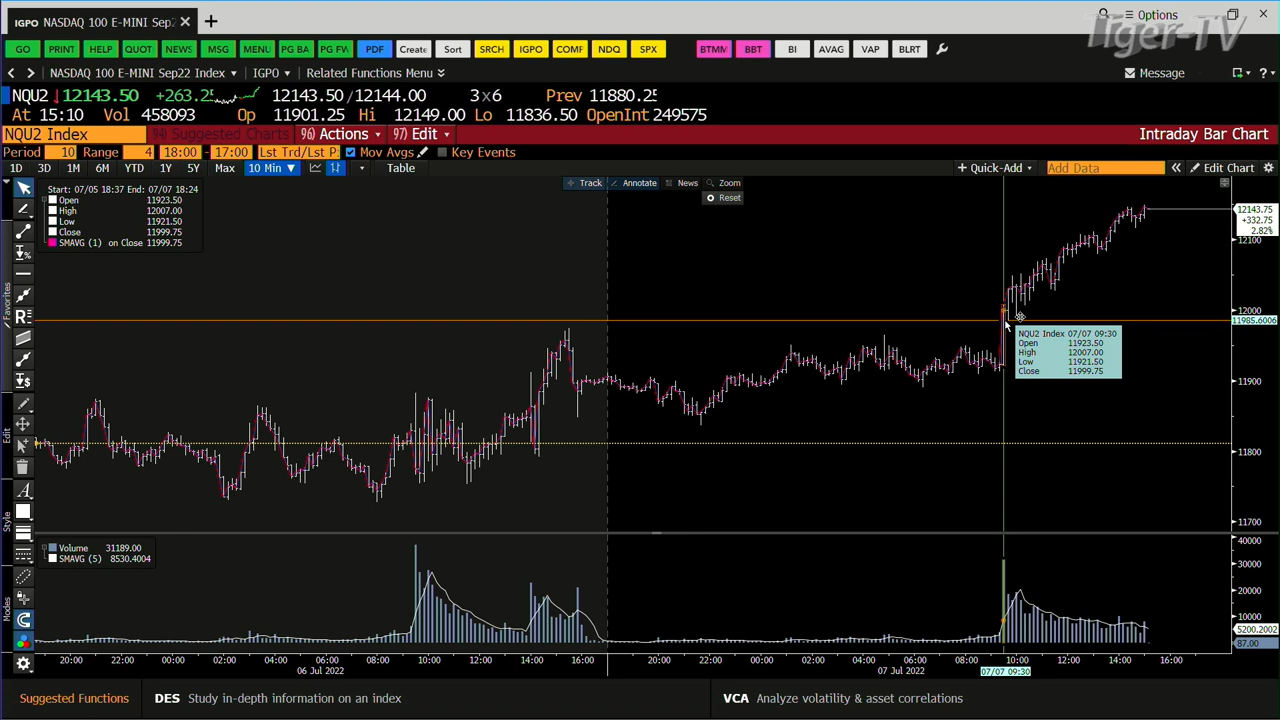 IGPO NASDAQ 100 E-MINI Sep2 × +
Options
Tiger-TV
GO PRINT HELP QUOT NEWS MSG MENU PG BA PG FW PDF Create Sort SRCH IGPO COMF NDQ SPX BTMM BBT BI AVAG VAP BLRT
NASDAQ 100 E-MINI Sep22 Index IGPO Related Functions Menu Message
NQU2 12143.50 +263.25 12143.50/12144.00 3x6 Prev 11880.25
At 15:10 Vol 458093 Op 11901.25 Hi 12149.00 Lo 11836.50 OpenInt 249575
NQU2 Index 94) Suggested Charts 96) Actions 97) Edit Intraday Bar Chart
Period 10 Range 4 18:00 - 17:00 Lst Trd/Lst P Mov Avgs Key Events
1D 3D 1M 6M YTD 1Y 5Y Max 10 Min ▼ Table + Quick-Add Add Data « Edit Chart
Track Annotate News Zoom
Reset
Start: 07/05 18:37 End: 07/07 18:24
Open 11923.50
High 12007.00
Low 11921.50
Close 11999.75
SMAVG (1) on Close 11999.75
Favorites
Edit
Style
Modes
12143.75
+332.75
2.82%
12100
12000
11985.6006
11900
11800
11700
NQU2 Index 07/07 09:30
Open 11923.50
High 12007.00
Low 11921.50
Close 11999.75
Volume 31189.00
SMAVG (5) 8530.4004
40000
30000
20000
10000
5200.2002
87.00
20:00 22:00 00:00 02:00 04:00 06:00 08:00 10:00 12:00 14:00 16:00 20:00 22:00 00:00 02:00 04:00 06:00 08:00 10:00 12:00 14:00 16:00
06 Jul 2022 07 Jul 2022 07/07 09:30
Suggested Functions DES Study in-depth information on an index VCA Analyze volatility & asset correlations